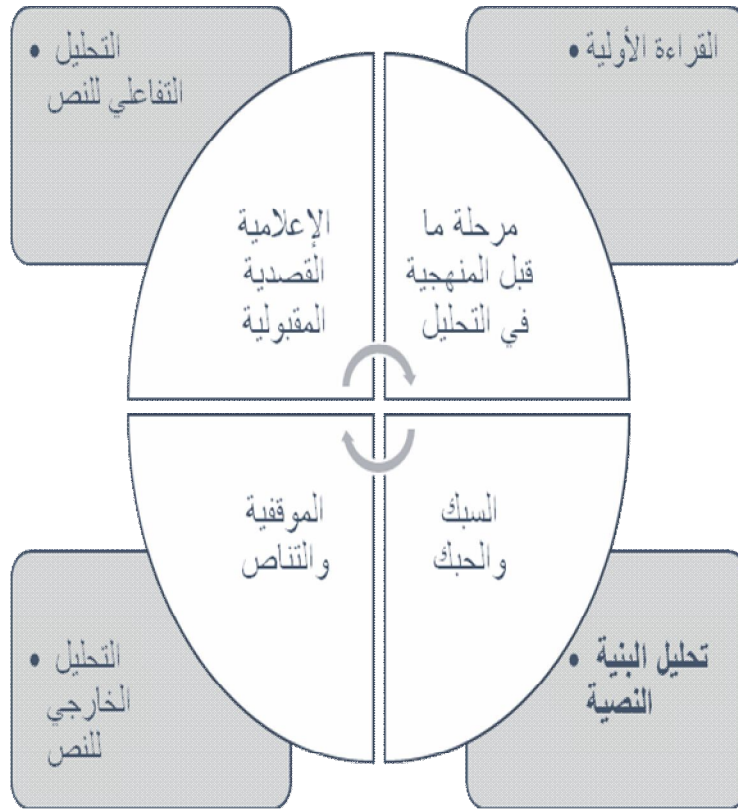 • القراءة الأولية
مرحلة ما
قبل المنهجية
في التحليل
• التحليل
التفاعلي للنص
الإعلامية
القصدية
المقبولية
السبك
والحبك
• تحليل البنية
النصية
الموقفية
والتناص
• التحليل
الخارجي
للنص